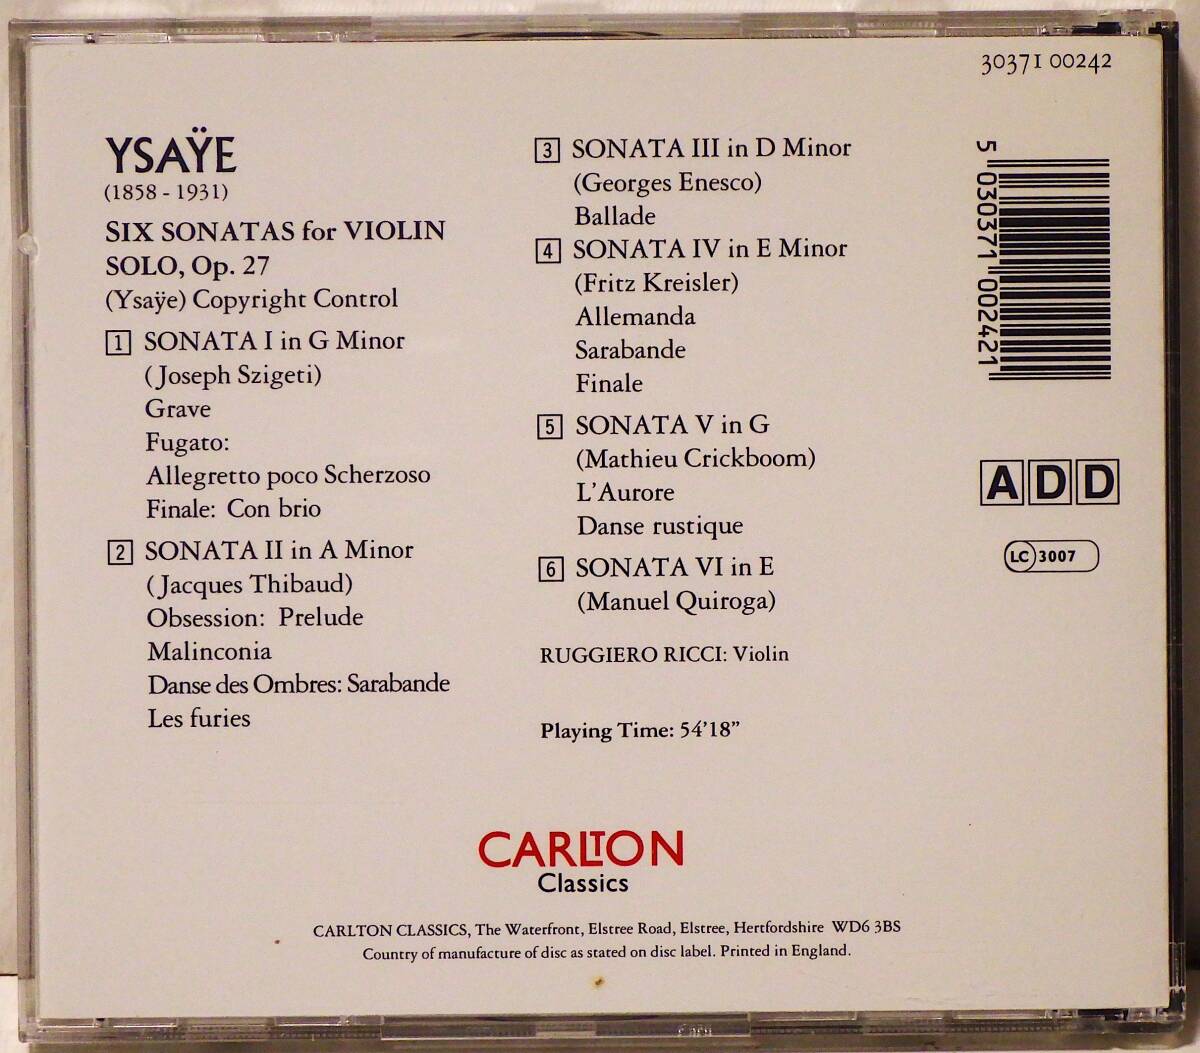 30371 00242
YSAŸE
(1858 - 1931)
SIX SONATAS for VIOLIN
SOLO, Op. 27
(Ysaÿe) Copyright Control
1 SONATA I in G Minor
(Joseph Szigeti)
Grave
Fugato:
Allegretto poco Scherzoso
Finale: Con brio
2 SONATA II in A Minor
(Jacques Thibaud)
Obsession: Prelude
Malinconia
Danse des Ombres: Sarabande
Les furies
3 SONATA III in D Minor
(Georges Enesco)
Ballade
4 SONATA IV in E Minor
(Fritz Kreisler)
Allemanda
Sarabande
Finale
5 SONATA V in G
(Mathieu Crickboom)
L'Aurore
Danse rustique
6 SONATA VI in E
(Manuel Quiroga)
RUGGIERO RICCI: Violin
Playing Time: 54'18"
5 030371 002421
ADD
LC 3007
CARLTON
Classics
CARLTON CLASSICS, The Waterfront, Elstree Road, Elstree, Hertfordshire WD6 3BS
Country of manufacture of disc as stated on disc label. Printed in England.